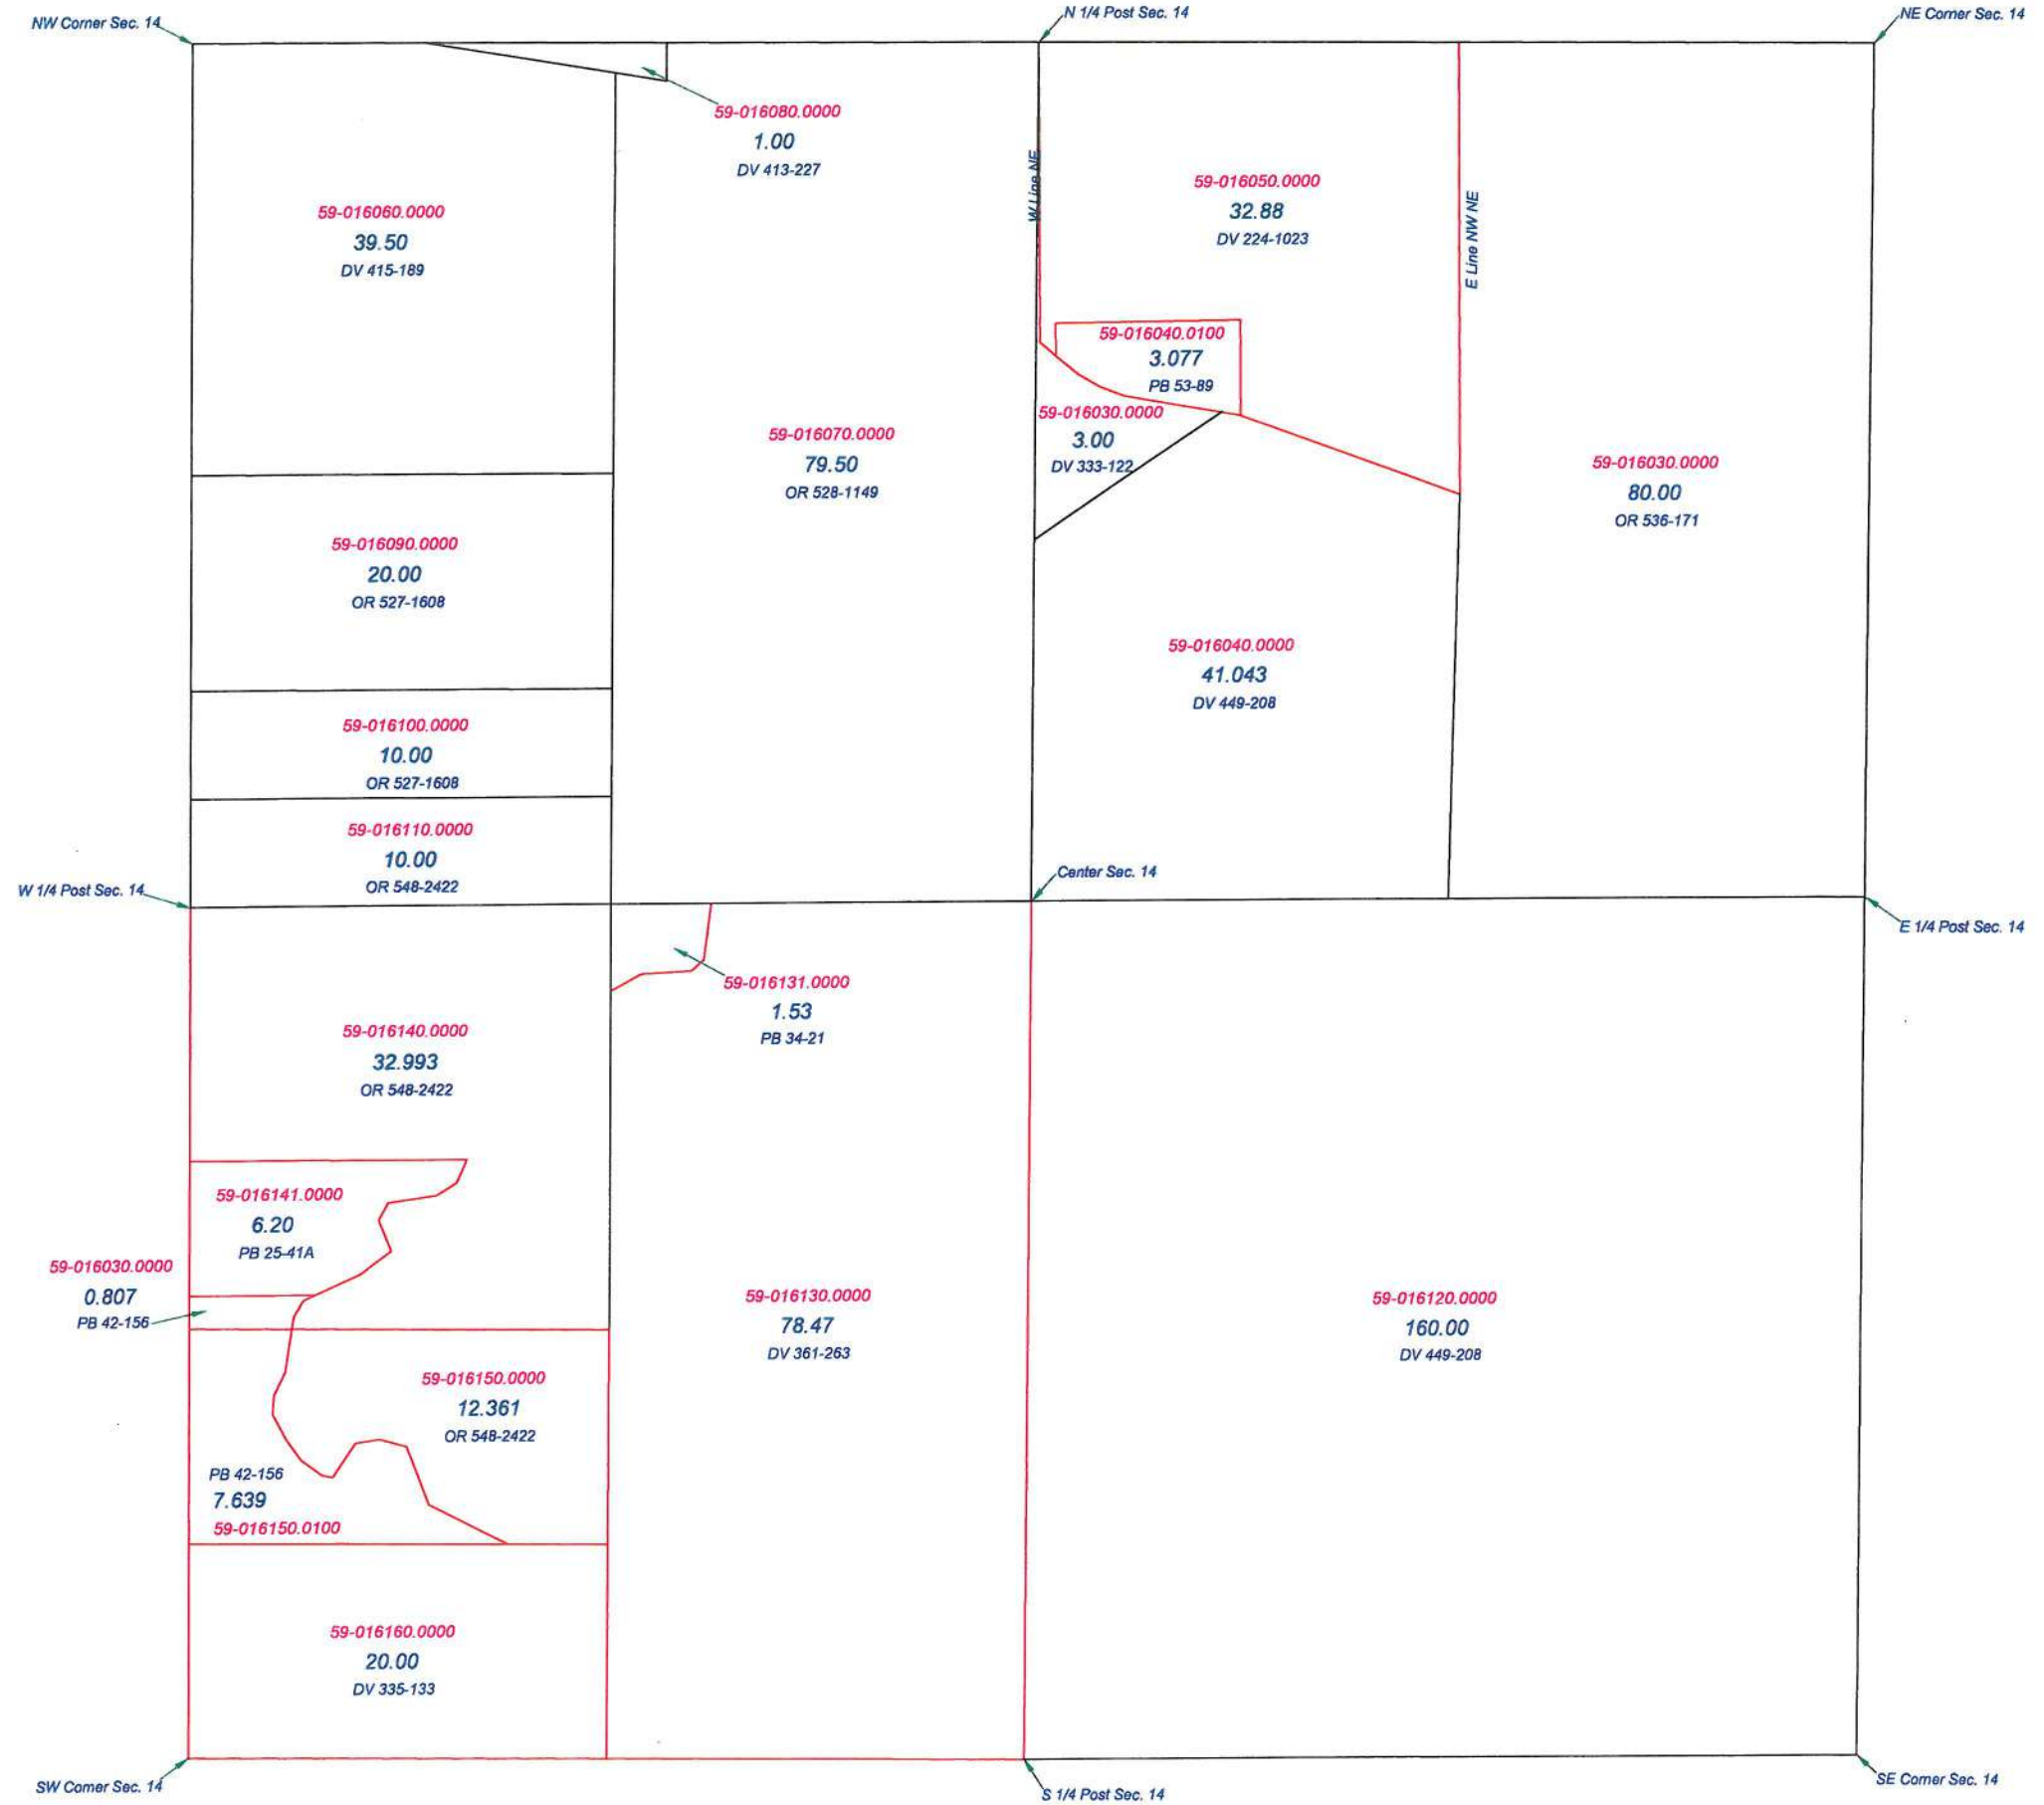 NW Corner Sec. 14
N 1/4 Post Sec. 14
NE Corner Sec. 14
59-016080.0000
1.00
DV 413-227
59-016060.0000
39.50
DV 415-189
W Line NE
59-016050.0000
32.88
DV 224-1023
E Line NW NE
59-016040.0100
3.077
PB 53-89
59-016030.0000
3.00
DV 333-122
59-016070.0000
79.50
OR 528-1149
59-016030.0000
80.00
OR 536-171
59-016090.0000
20.00
OR 527-1608
59-016040.0000
41.043
DV 449-208
59-016100.0000
10.00
OR 527-1608
59-016110.0000
10.00
OR 548-2422
W 1/4 Post Sec. 14
Center Sec. 14
E 1/4 Post Sec. 14
59-016131.0000
1.53
PB 34-21
59-016140.0000
32.993
OR 548-2422
59-016141.0000
6.20
PB 25-41A
59-016030.0000
0.807
PB 42-156
59-016130.0000
78.47
DV 361-263
59-016120.0000
160.00
DV 449-208
59-016150.0000
12.361
OR 548-2422
PB 42-156
7.639
59-016150.0100
59-016160.0000
20.00
DV 335-133
SW Corner Sec. 14
S 1/4 Post Sec. 14
SE Corner Sec. 14